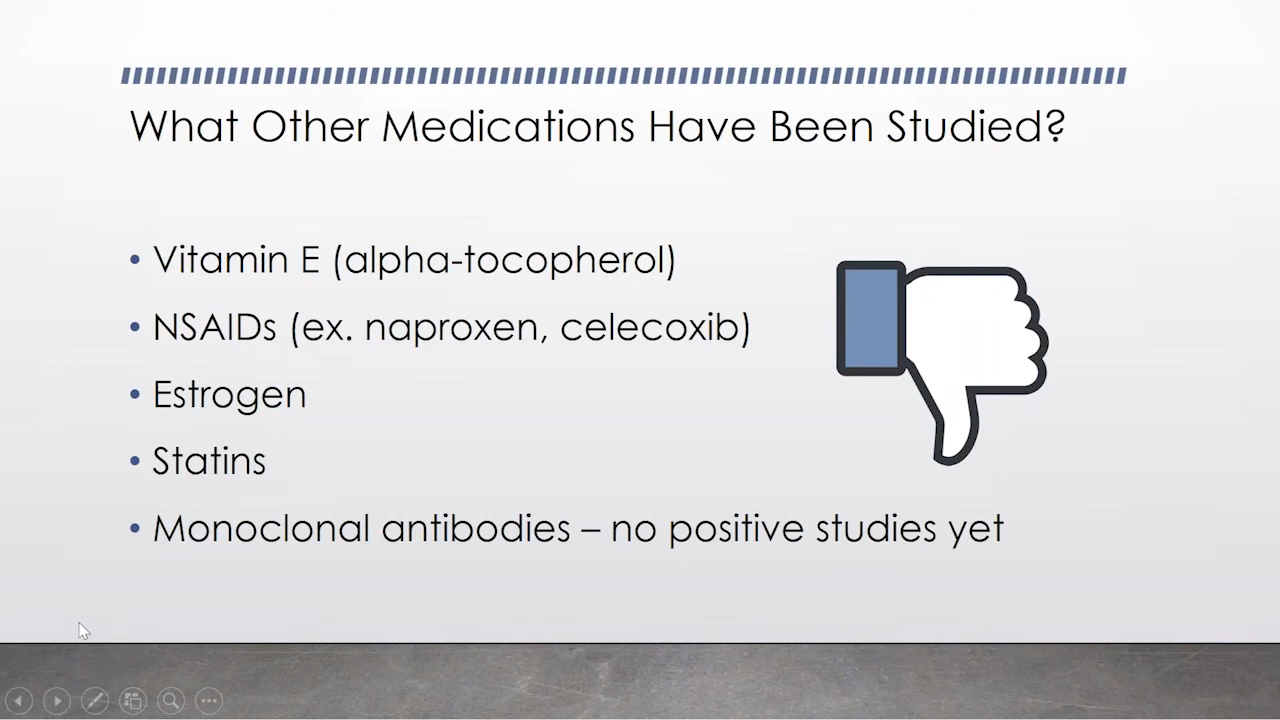 What Other Medications Have Been Studied?
• Vitamin E (alpha-tocopherol)
• NSAIDs (ex. naproxen, celecoxib)
• Estrogen
• Statins
• Monoclonal antibodies – no positive studies yet